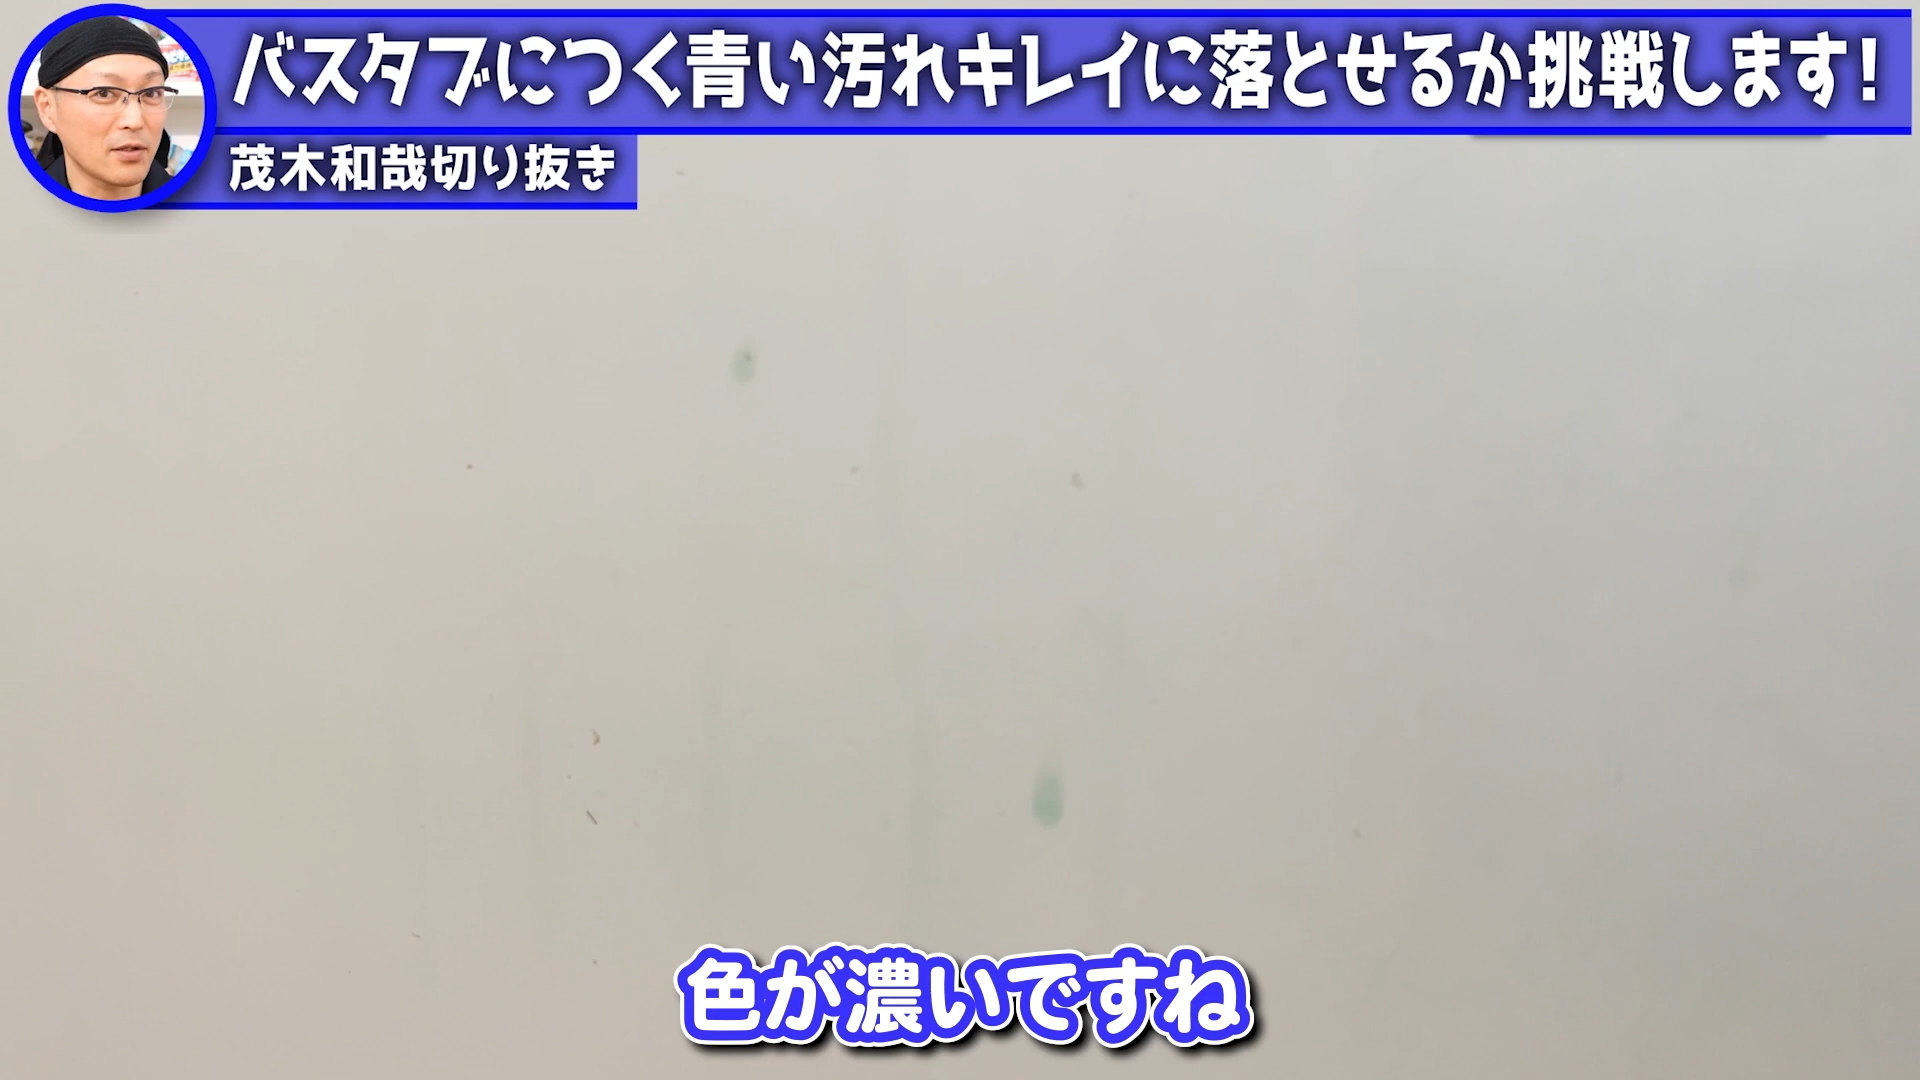 バスタブにつく青い汚れキレイに落とせるか挑戦します!
茂木和哉切り抜き
色が濃いですね